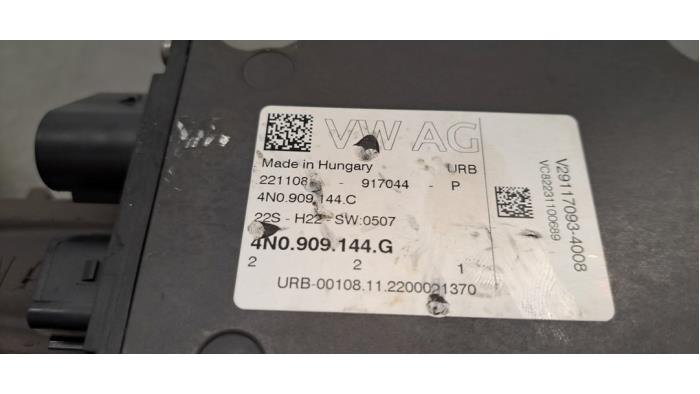 VW AG
Made in Hungary URB
221108 - 917044 - P
4N0.909.144.C
22S - H22 - SW:0507
4N0.909.144.G
2 2 1
URB-00108.11.2200021370
V29117093-4008
VC82231100689